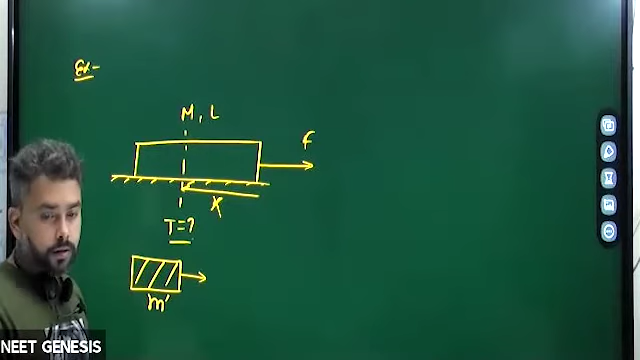 Ex-
M, L
F
x
T=?
m'
NEET GENESIS